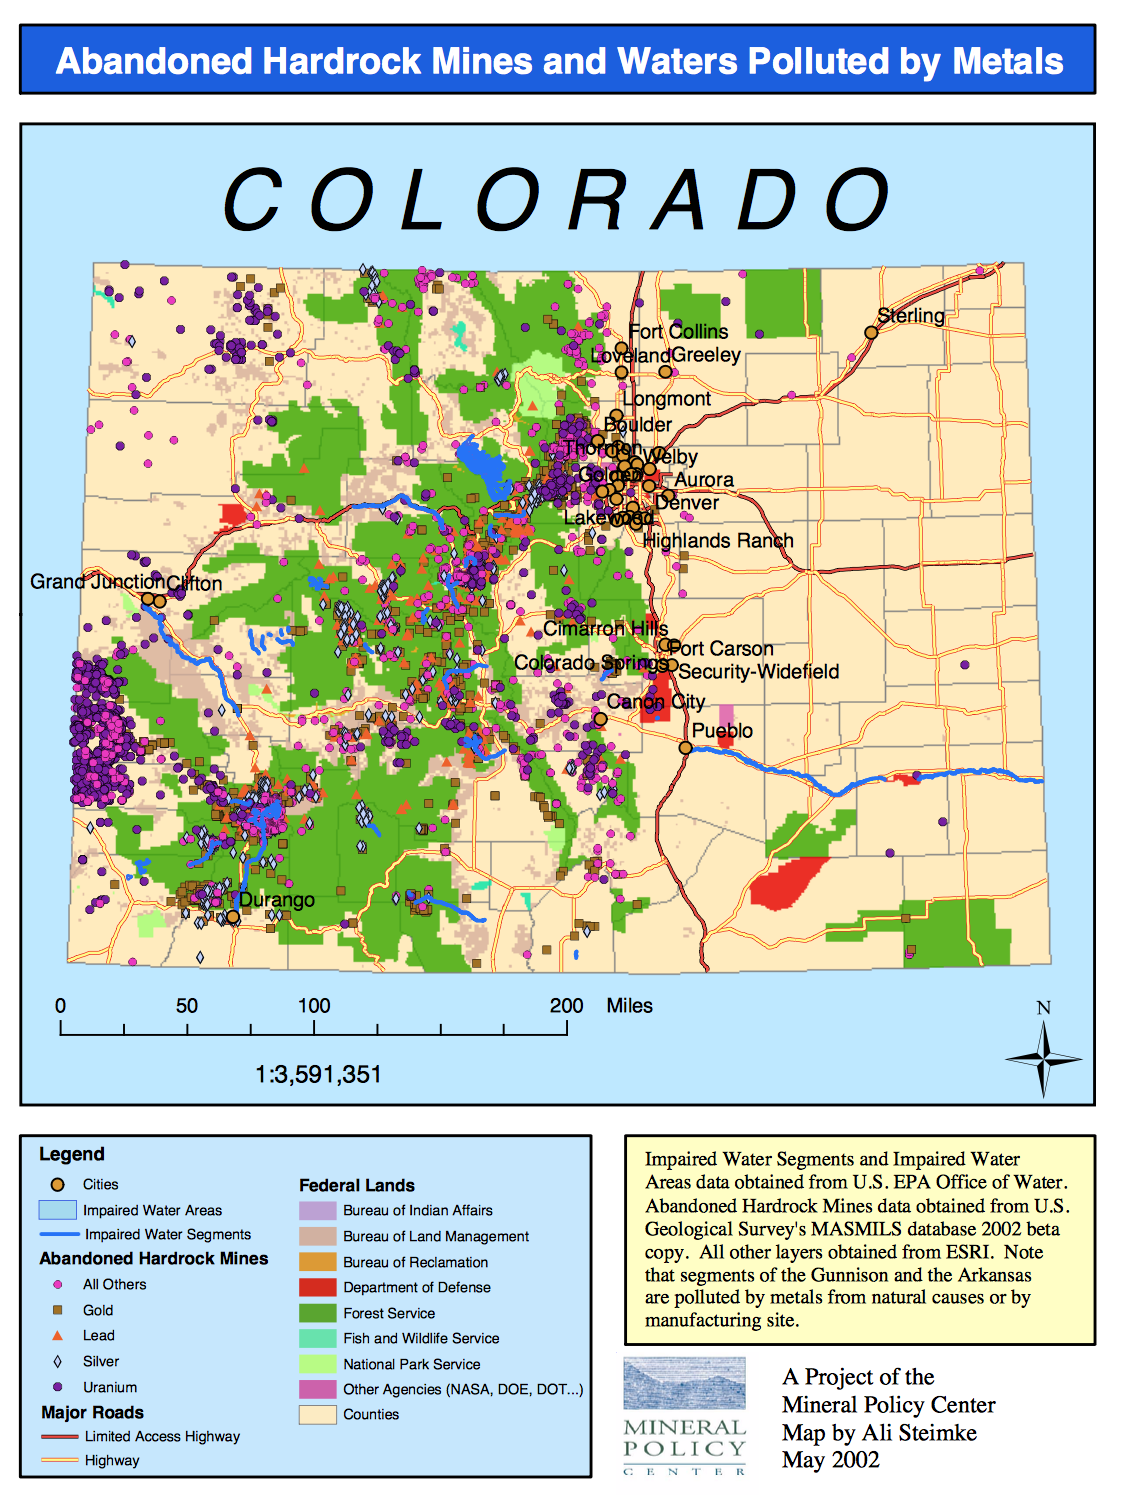 Abandoned Hardrock Mines and Waters Polluted by Metals
COLORADO
Sterling
Fort Collins
Loveland Greeley
Longmont
Boulder
Thornton
Welby
Golden
Aurora
Denver
Lakewood
Highlands Ranch
Grand Junction Clifton
Cimarron Hills
Fort Carson
Colorado Springs
Security-Widefield
Canon City
Pueblo
Durango
0 50 100 200 Miles
1:3,591,351
N
Legend
Cities
Impaired Water Areas
Impaired Water Segments
Abandoned Hardrock Mines
All Others
Gold
Lead
Silver
Uranium
Major Roads
Limited Access Highway
Highway
Federal Lands
Bureau of Indian Affairs
Bureau of Land Management
Bureau of Reclamation
Department of Defense
Forest Service
Fish and Wildlife Service
National Park Service
Other Agencies (NASA, DOE, DOT...)
Counties
Impaired Water Segments and Impaired Water
Areas data obtained from U.S. EPA Office of Water.
Abandoned Hardrock Mines data obtained from U.S.
Geological Survey's MASMILS database 2002 beta
copy. All other layers obtained from ESRI. Note
that segments of the Gunnison and the Arkansas
are polluted by metals from natural causes or by
manufacturing site.
MINERAL
POLICY
CENTER
A Project of the
Mineral Policy Center
Map by Ali Steimke
May 2002